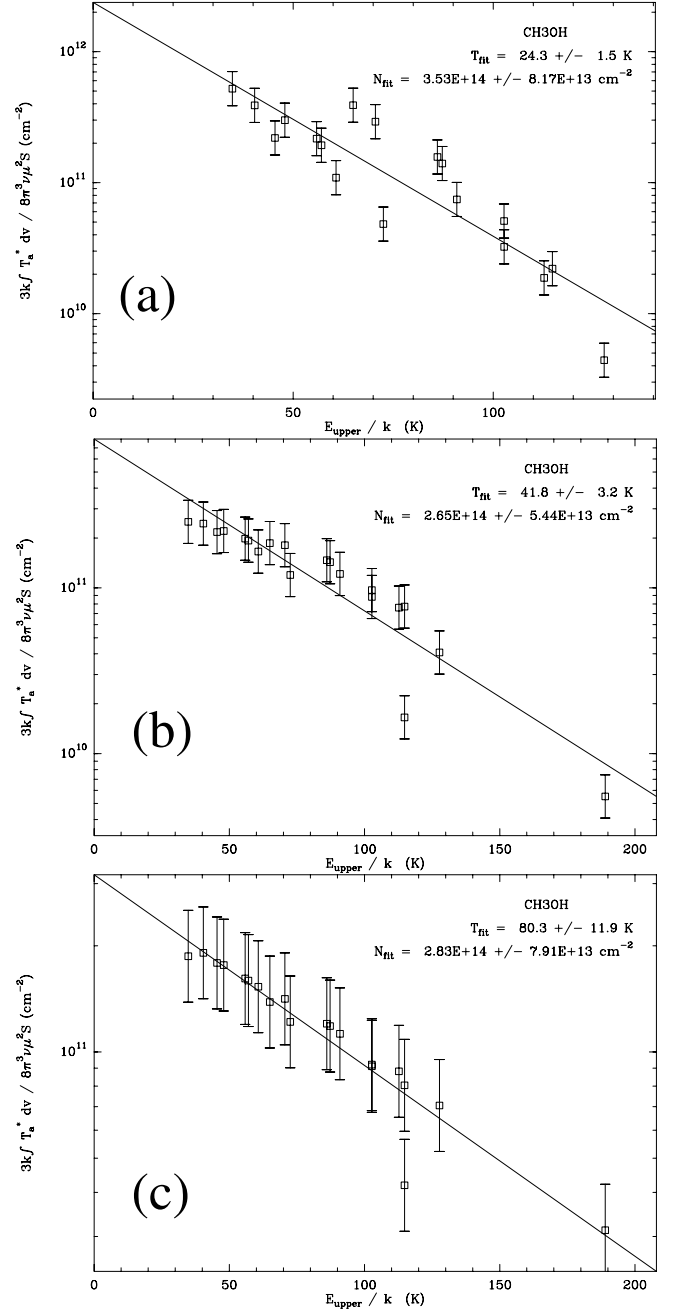 CH3OH
T_fit = 24.3 +/- 1.5 K
N_fit = 3.53E+14 +/- 8.17E+13 cm^-2
3k∫ T_a^* dv / 8π^3νμ^2S (cm^-2)
10^12
10^11
10^10
(a)
0 50 100
E_upper / k (K)
CH3OH
T_fit = 41.8 +/- 3.2 K
N_fit = 2.65E+14 +/- 5.44E+13 cm^-2
3k∫ T_a^* dv / 8π^3νμ^2S (cm^-2)
10^11
10^10
(b)
0 50 100 150 200
E_upper / k (K)
CH3OH
T_fit = 80.3 +/- 11.9 K
N_fit = 2.83E+14 +/- 7.91E+13 cm^-2
3k∫ T_a^* dv / 8π^3νμ^2S (cm^-2)
10^11
(c)
0 50 100 150 200
E_upper / k (K)